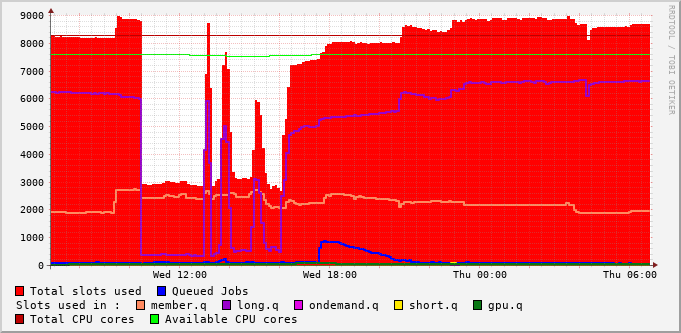 9000
8000
7000
6000
5000
4000
3000
2000
1000
0
Wed 12:00 Wed 18:00 Thu 00:00 Thu 06:00
RRDTOOL / TOBI OETIKER
Total slots used Queued Jobs
Slots used in : member.q long.q ondemand.q short.q gpu.q
Total CPU cores Available CPU cores